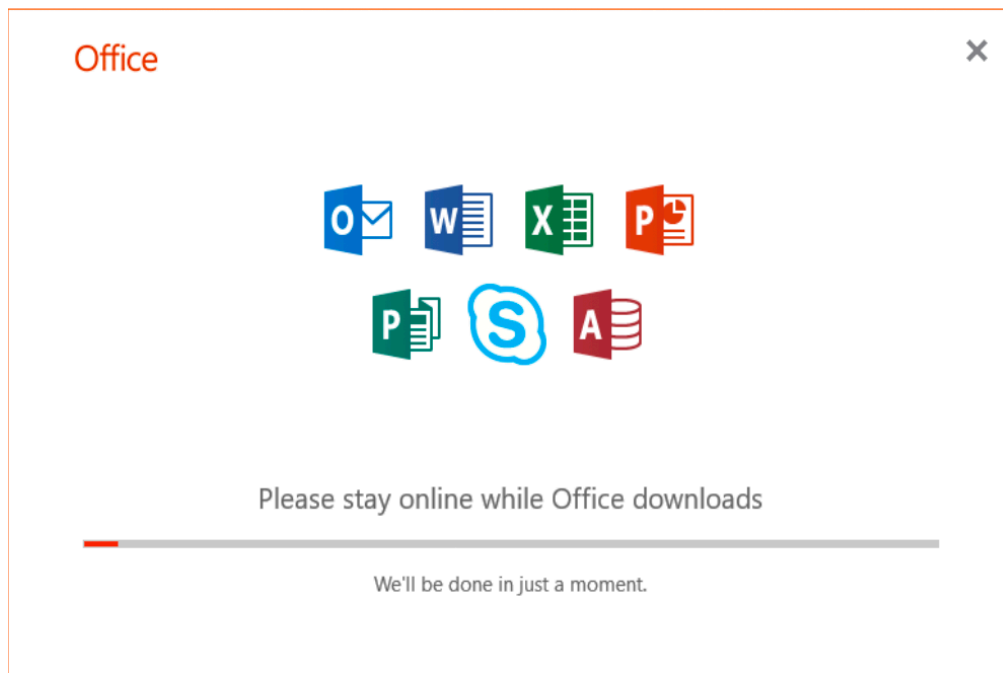 Office
O W X P
P S A
Please stay online while Office downloads
We'll be done in just a moment.